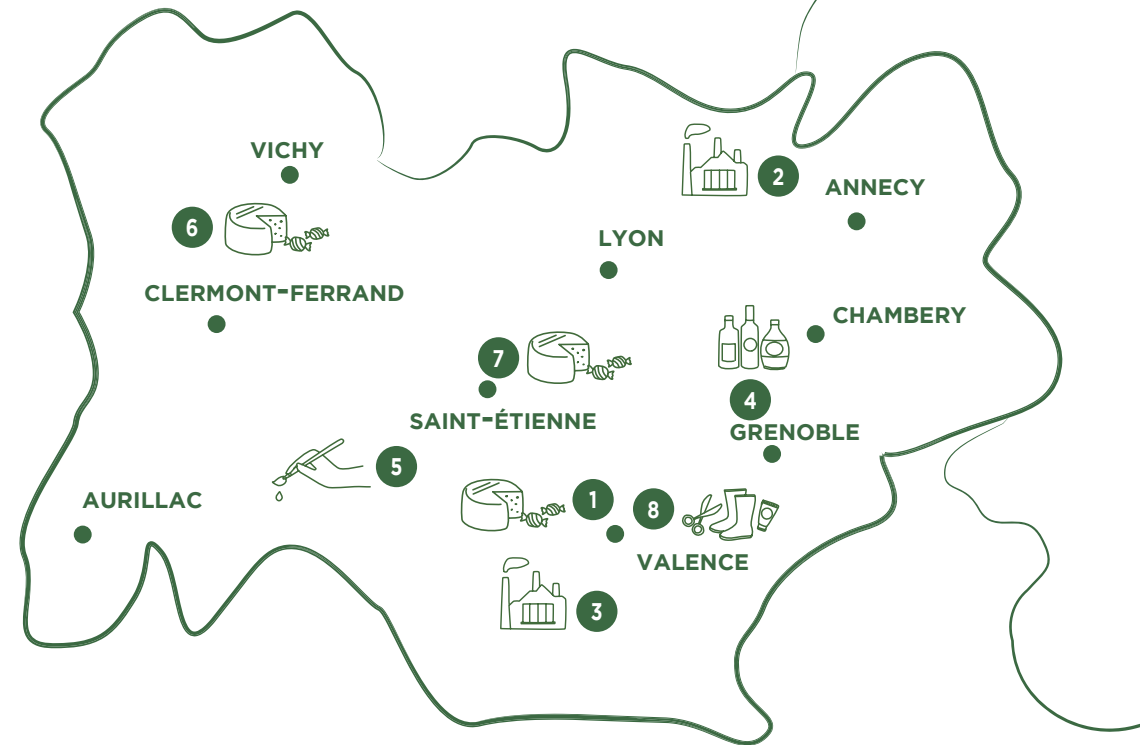 VICHY
2
ANNECY
6
LYON
CLERMONT-FERRAND
CHAMBERY
7
4
SAINT-ÉTIENNE
GRENOBLE
5
AURILLAC
1
8
VALENCE
3